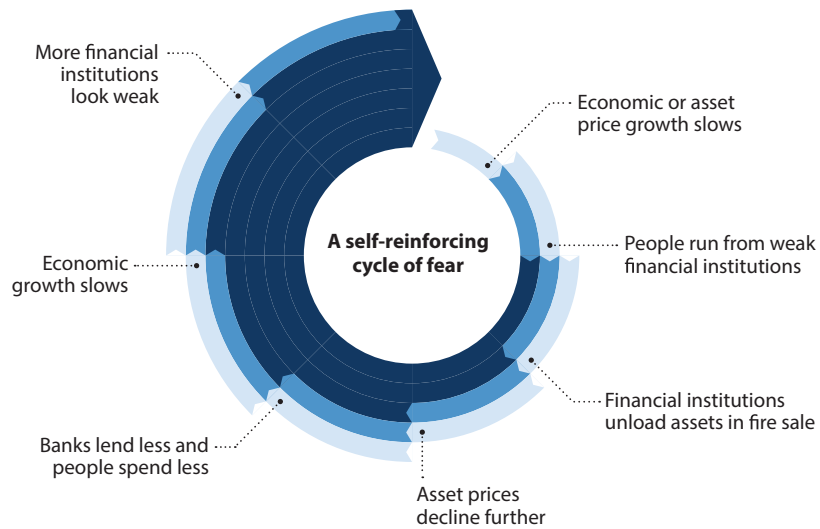 A self-reinforcing
cycle of fear
Economic or asset
price growth slows
People run from weak
financial institutions
Financial institutions
unload assets in fire sale
Asset prices
decline further
Banks lend less and
people spend less
Economic
growth slows
More financial
institutions
look weak